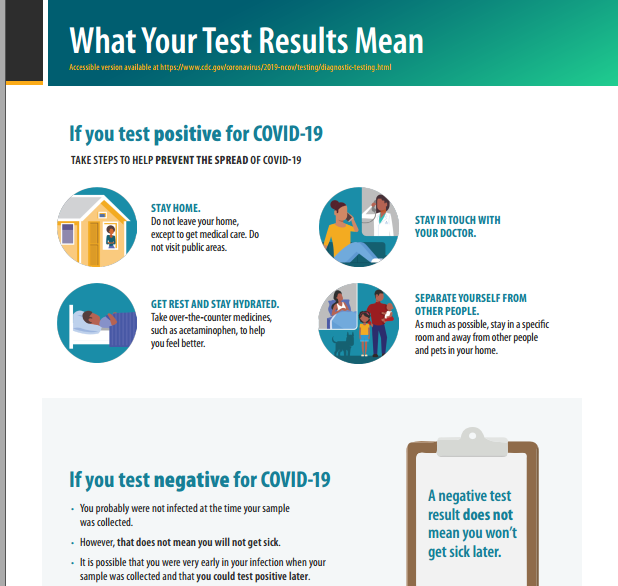 What Your Test Results Mean
Accessible version available at https://www.cdc.gov/coronavirus/2019-ncov/testing/diagnostic-testing.html
If you test positive for COVID-19
TAKE STEPS TO HELP PREVENT THE SPREAD OF COVID-19
STAY HOME.
Do not leave your home,
except to get medical care. Do
not visit public areas.
STAY IN TOUCH WITH
YOUR DOCTOR.
GET REST AND STAY HYDRATED.
Take over-the-counter medicines,
such as acetaminophen, to help
you feel better.
SEPARATE YOURSELF FROM
OTHER PEOPLE.
As much as possible, stay in a specific
room and away from other people
and pets in your home.
If you test negative for COVID-19
• You probably were not infected at the time your sample
was collected.
• However, that does not mean you will not get sick.
• It is possible that you were very early in your infection when your
sample was collected and that you could test positive later.
A negative test
result does not
mean you won't
get sick later.